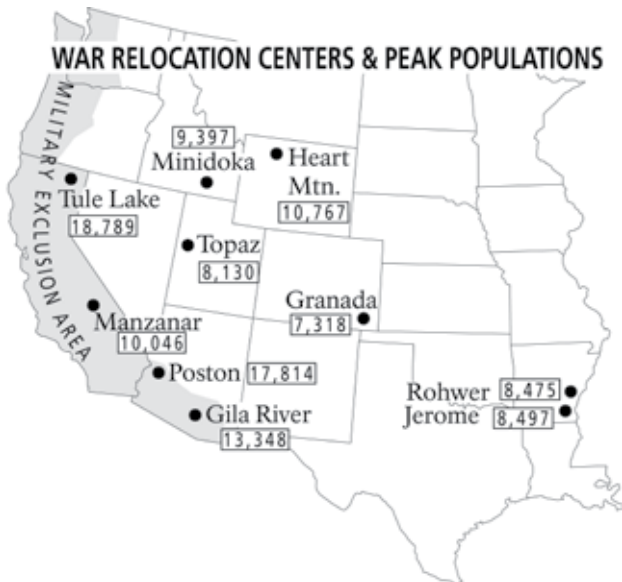 WAR RELOCATION CENTERS & PEAK POPULATIONS
MILITARY EXCLUSION AREA
9,397
Minidoka
Heart
Mtn.
10,767
Tule Lake
18,789
Topaz
8,130
Granada
7,318
Manzanar
10,046
Poston 17,814
Gila River
13,348
Rohwer 8,475
Jerome 8,497